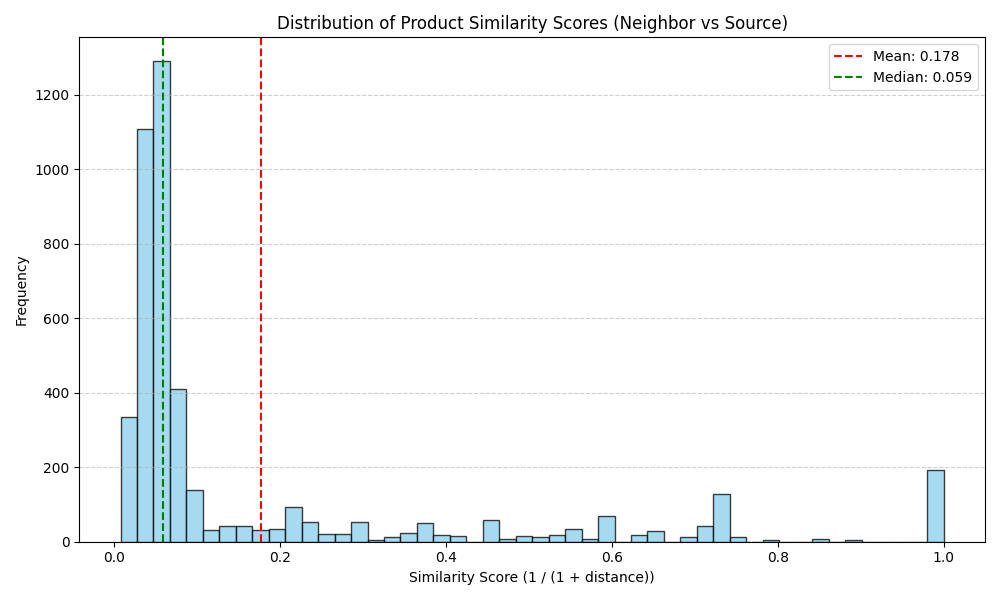 Distribution of Product Similarity Scores (Neighbor vs Source)
Mean: 0.178
Median: 0.059
Frequency
1200
1000
800
600
400
200
0
0.0 0.2 0.4 0.6 0.8 1.0
Similarity Score (1 / (1 + distance))